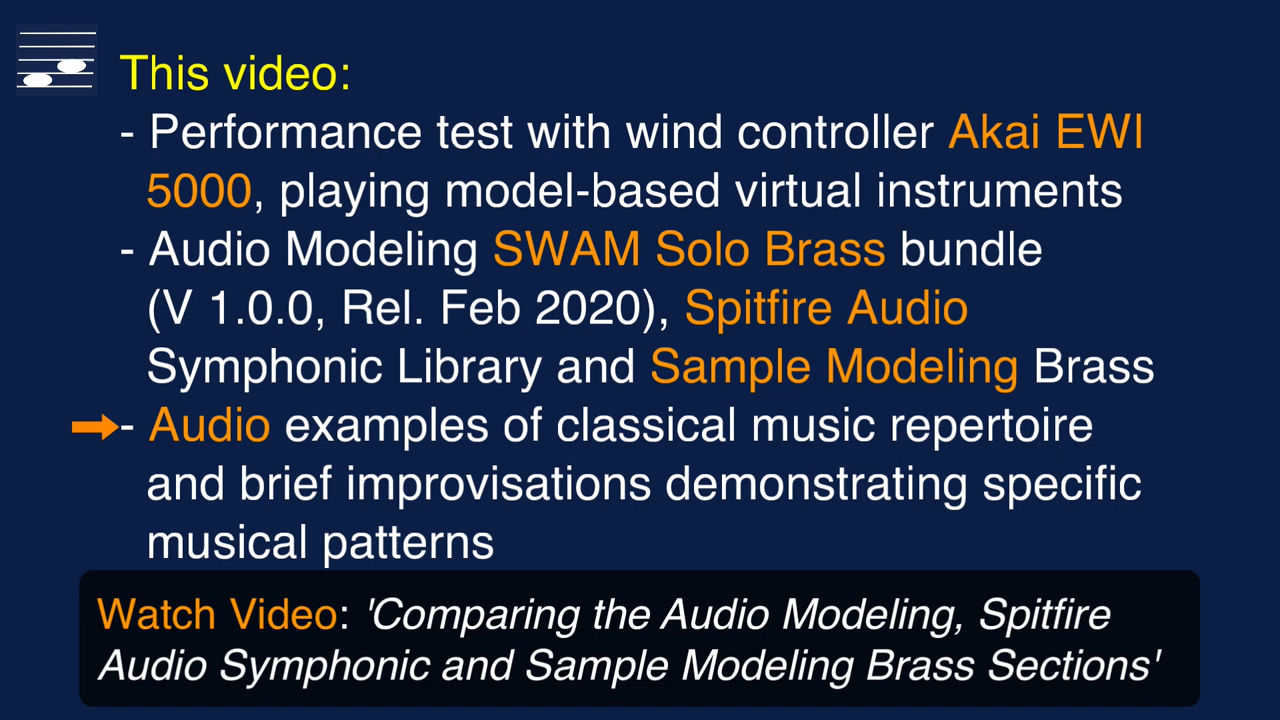 This video:
- Performance test with wind controller Akai EWI
5000, playing model-based virtual instruments
- Audio Modeling SWAM Solo Brass bundle
(V 1.0.0, Rel. Feb 2020), Spitfire Audio
Symphonic Library and Sample Modeling Brass
- Audio examples of classical music repertoire
and brief improvisations demonstrating specific
musical patterns
Watch Video: 'Comparing the Audio Modeling, Spitfire
Audio Symphonic and Sample Modeling Brass Sections'